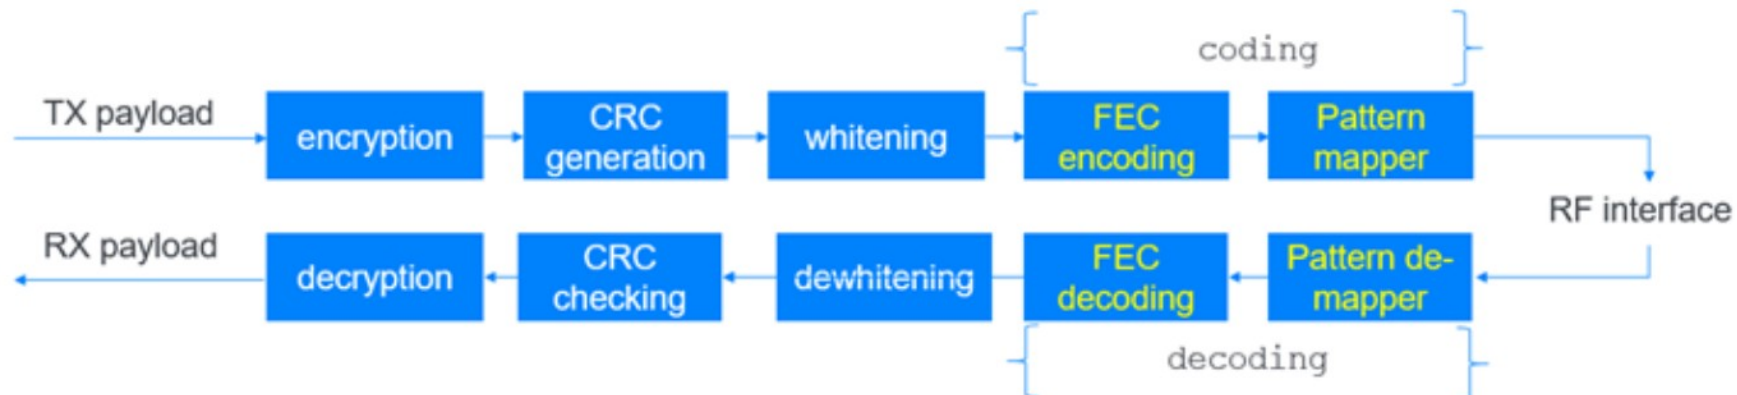 coding
TX payload
encryption
CRC
generation
whitening
FEC
encoding
Pattern
mapper
RF interface
RX payload
decryption
CRC
checking
dewhitening
FEC
decoding
Pattern de-
mapper
decoding